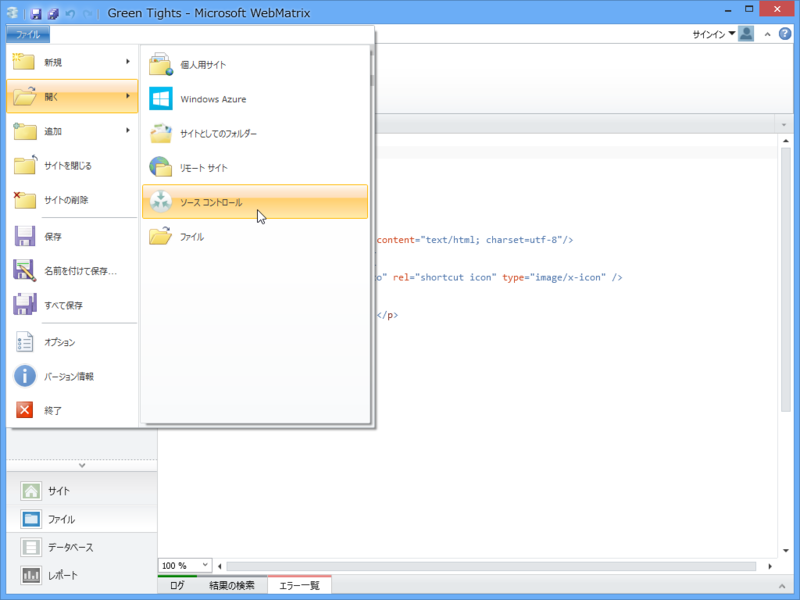 Green Tights - Microsoft WebMatrix
ファイル
サインイン
新規
開く
追加
サイトを閉じる
サイトの削除
保存
名前を付けて保存...
すべて保存
オプション
バージョン情報
終了
個人用サイト
Windows Azure
サイトとしてのフォルダー
リモート サイト
ソース コントロール
ファイル
content="text/html; charset=utf-8"/>
o" rel="shortcut icon" type="image/x-icon" />
</p>
サイト
ファイル
データベース
レポート
100 %
ログ
結果の検索
エラー一覧